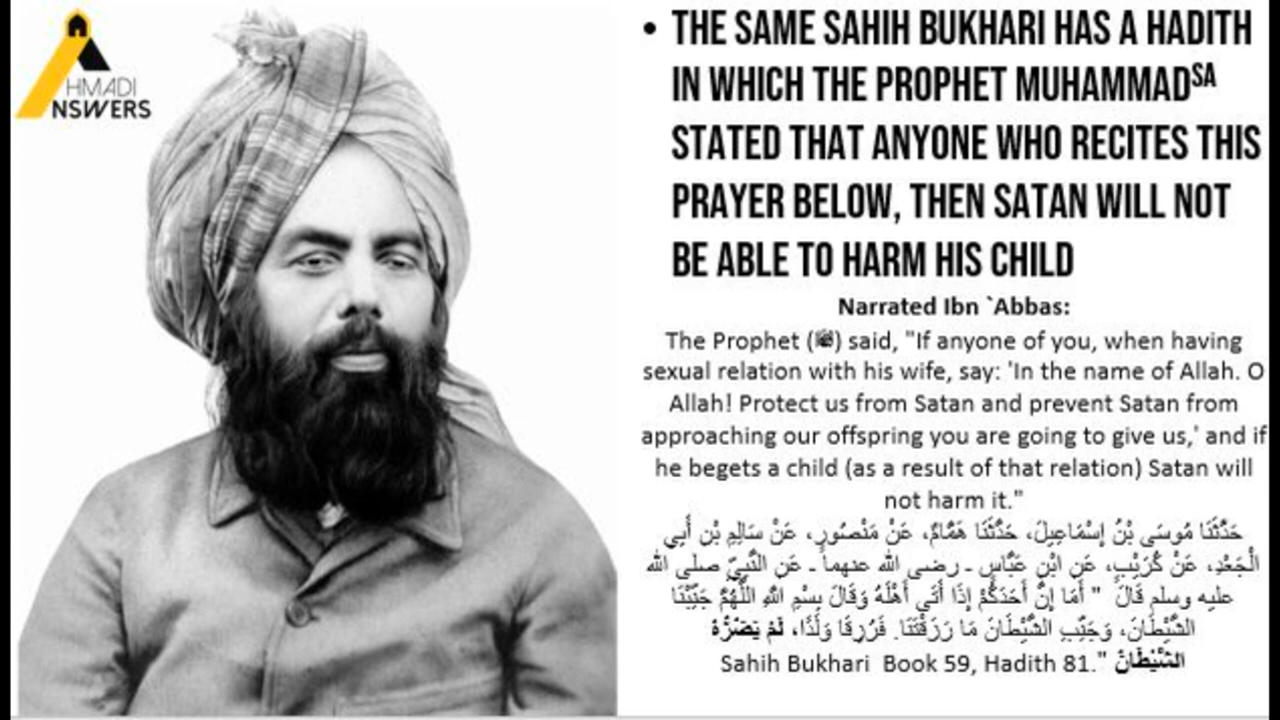 AHMADI
ANSWERS
• THE SAME SAHIH BUKHARI HAS A HADITH
IN WHICH THE PROPHET MUHAMMADSA
STATED THAT ANYONE WHO RECITES THIS
PRAYER BELOW, THEN SATAN WILL NOT
BE ABLE TO HARM HIS CHILD
Narrated Ibn `Abbas:
The Prophet (ﷺ) said, "If anyone of you, when having
sexual relation with his wife, say: 'In the name of Allah. O
Allah! Protect us from Satan and prevent Satan from
approaching our offspring you are going to give us,' and if
he begets a child (as a result of that relation) Satan will
not harm it."
حَدَّثَنَا مُوسَى بْنُ إِسْمَاعِيلَ، حَدَّثَنَا هَمَّامٌ، عَنْ مَنْصُورٍ، عَنْ سَالِمِ بْنِ أَبِي
الْجَعْدِ، عَنْ كُرَيْبٍ، عَنِ ابْنِ عَبَّاسٍ ـ رضى الله عنهما ـ عَنِ النَّبِيِّ صلى الله
عليه وسلم قَالَ " أَمَا إِنَّ أَحَدَكُمْ إِذَا أَتَى أَهْلَهُ وَقَالَ بِسْمِ اللَّهِ اللَّهُمَّ جَنِّبْنَا
الشَّيْطَانَ، وَجَنِّبِ الشَّيْطَانَ مَا رَزَقْتَنَا. فَرُزِقَا وَلَدًا، لَمْ يَضُرَّهُ
الشَّيْطَانُ ".Sahih Bukhari Book 59, Hadith 81